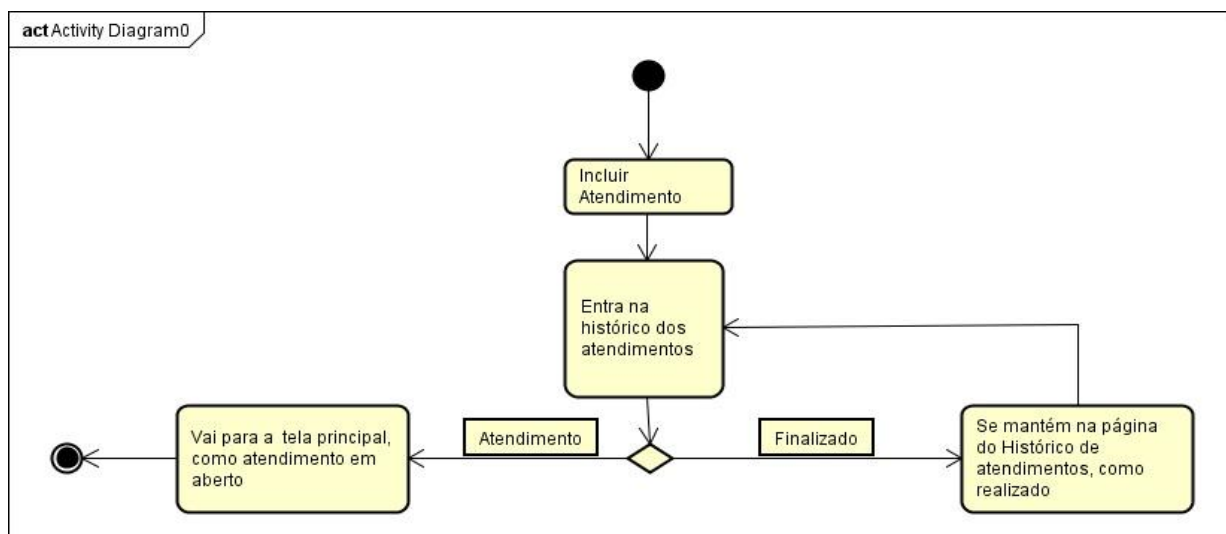 act Activity Diagram0
Incluir
Atendimento
Entra na
histórico dos
atendimentos
Atendimento
Finalizado
Vai para a tela principal,
como atendimento em
aberto
Se mantém na página
do Histórico de
atendimentos, como
realizado